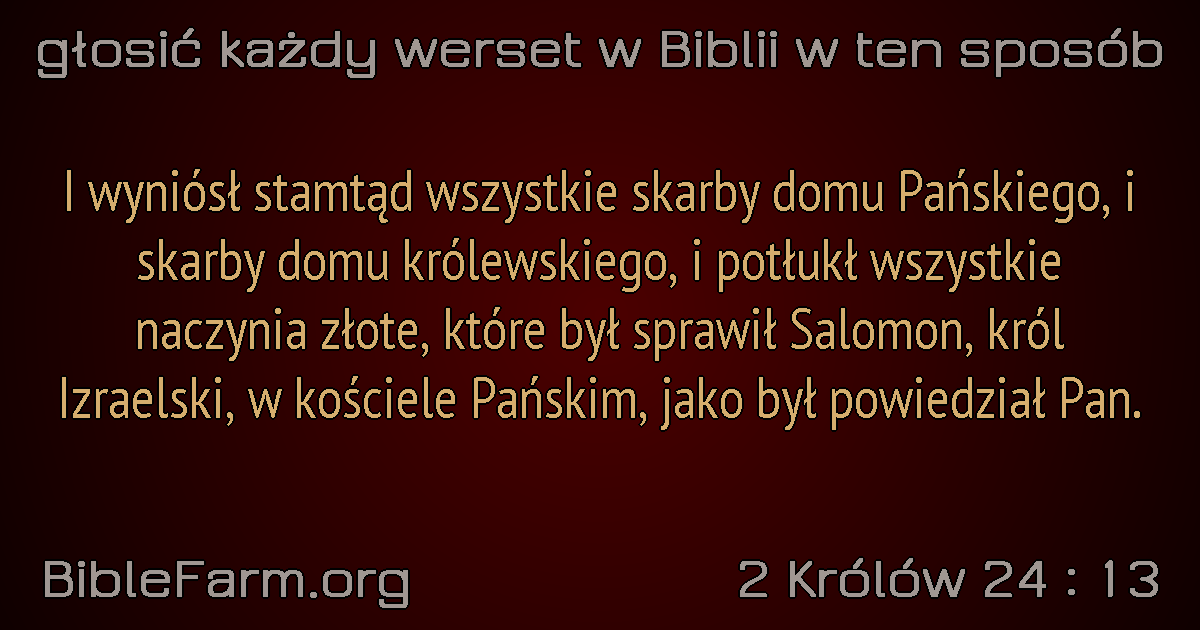 głosić każdy werset w Biblii w ten sposób
I wyniósł stamtąd wszystkie skarby domu Pańskiego, i
skarby domu królewskiego, i potłukł wszystkie
naczynia złote, które był sprawił Salomon, król
Izraelski, w kościele Pańskim, jako był powiedział Pan.
BibleFarm.org
2 Królów 24 : 13